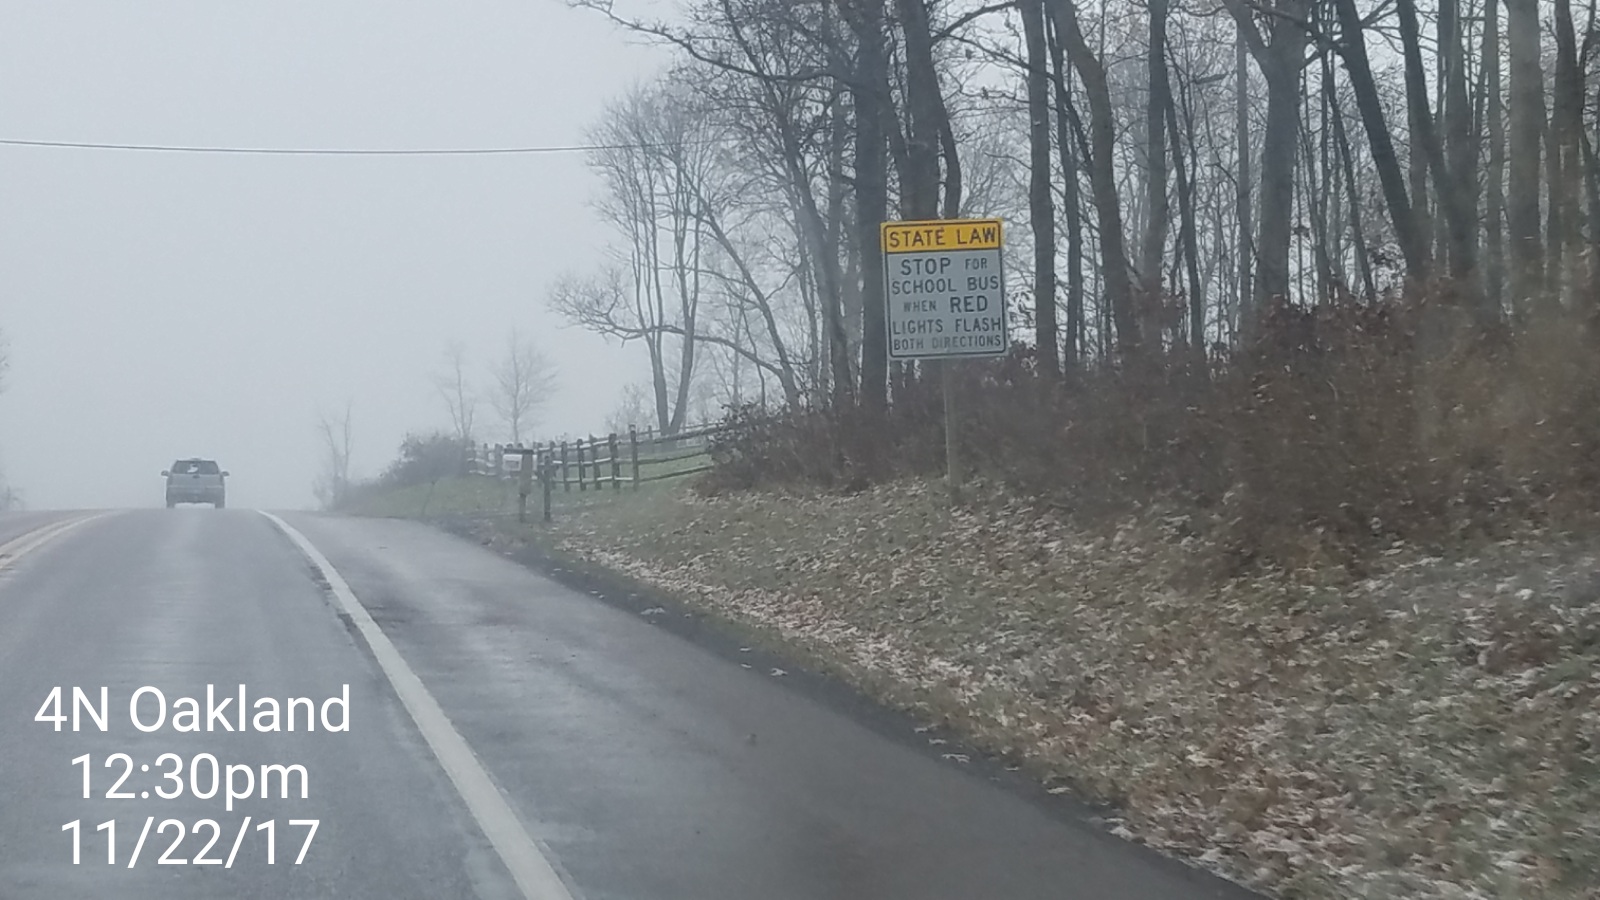 STATE LAW
STOP FOR
SCHOOL BUS
WHEN RED
LIGHTS FLASH
BOTH DIRECTIONS
4N Oakland
12:30pm
11/22/17